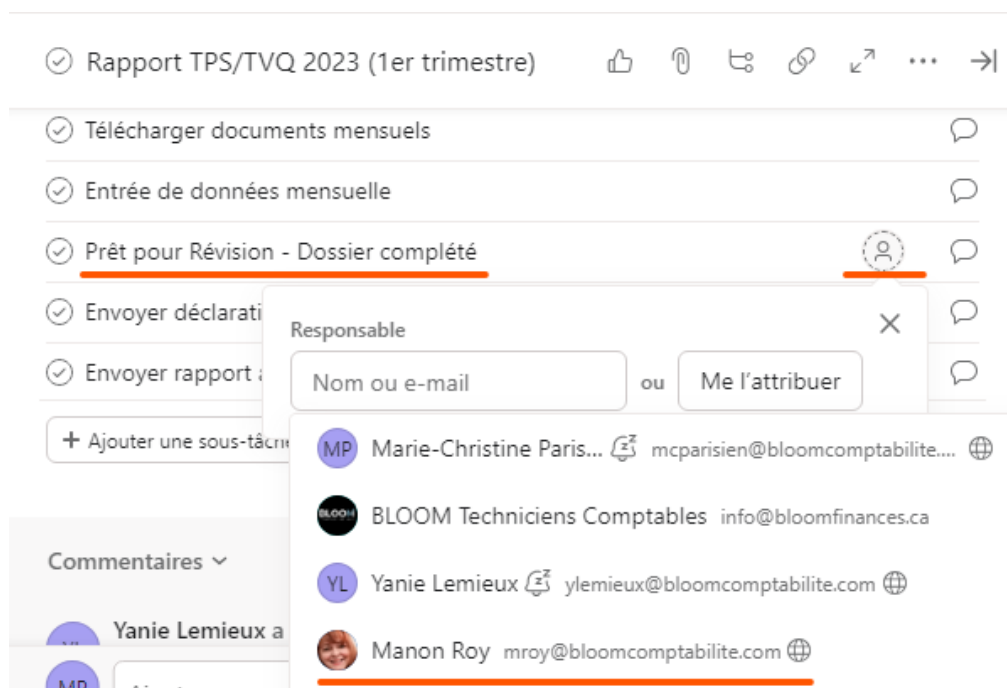 Rapport TPS/TVQ 2023 (1er trimestre)
Télécharger documents mensuels
Entrée de données mensuelle
Prêt pour Révision - Dossier complété
Envoyer déclarati
Responsable
Envoyer rapport
Nom ou e-mail ou Me l'attribuer
+ Ajouter une sous-tâche
MP Marie-Christine Paris... mcparisien@bloomcomptabilite....
BLOOM BLOOM Techniciens Comptables info@bloomfinances.ca
Commentaires
YL Yanie Lemieux ylemieux@bloomcomptabilite.com
Yanie Lemieux a
Manon Roy mroy@bloomcomptabilite.com
MP